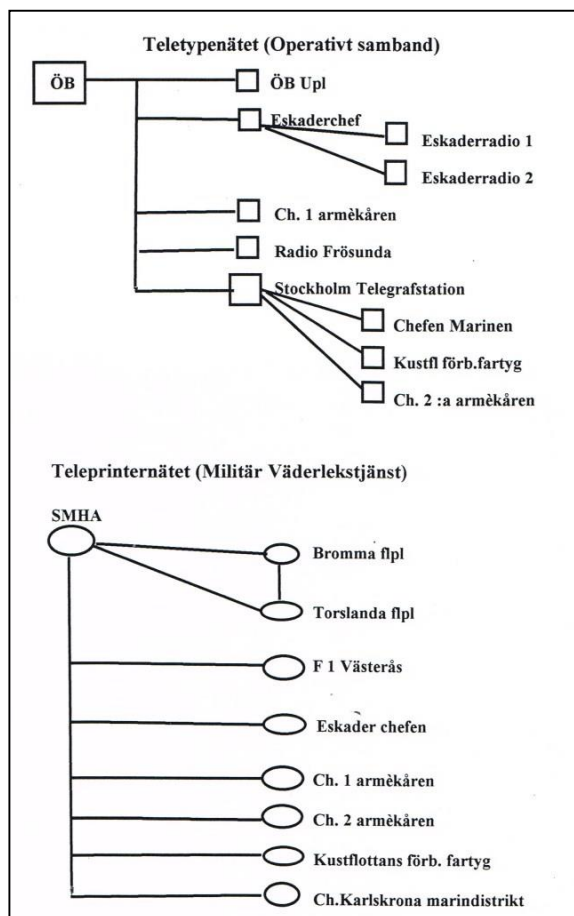 Teletypenätet (Operativt samband)
ÖB
ÖB Upl
Eskaderchef
Eskaderradio 1
Eskaderradio 2
Ch. 1 armèkåren
Radio Frösunda
Stockholm Telegrafstation
Chefen Marinen
Kustfl förb.fartyg
Ch. 2 :a armèkåren
Teleprinternätet (Militär Väderlekstjänst)
SMHA
Bromma flpl
Torslanda flpl
F 1 Västerås
Eskader chefen
Ch. 1 armèkåren
Ch. 2 armèkåren
Kustflottans förb. fartyg
Ch.Karlskrona marindistrikt